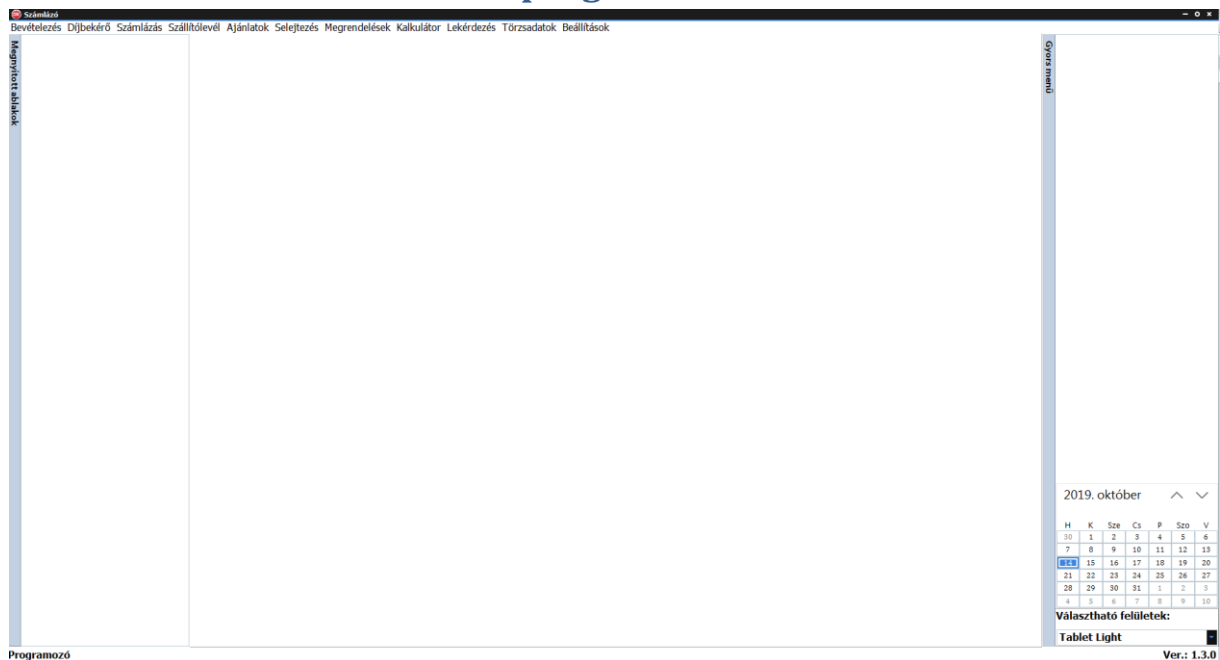 Számlázó
Bevételezés Díjbekérő Számlázás Szállítólevél Ajánlatok Selejtezés Megrendelések Kalkulátor Lekérdezés Törzsadatok Beállítások
Megnyitott ablakok
Gyors menü
2019. október
H K Sze Cs P Szo V
30 1 2 3 4 5 6
7 8 9 10 11 12 13
14 15 16 17 18 19 20
21 22 23 24 25 26 27
28 29 30 31 1 2 3
4 5 6 7 8 9 10
Választható felületek:
Tablet Light
Programozó
Ver.: 1.3.0